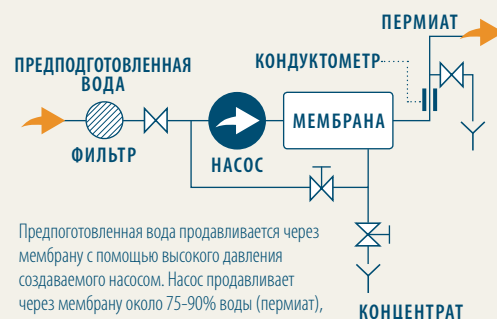 ПЕРМИАТ
ПРЕДПОДГОТОВЛЕННАЯ
ВОДА
КОНДУКТОМЕТР
МЕМБРАНА
ФИЛЬТР
НАСОС
Предпоготовленная вода продавливается через
мембрану с помощью высокого давления
создаваемого насосом. Насос продавливает
через мембрану около 75-90% воды (пермиат),
КОНЦЕНТРАТ